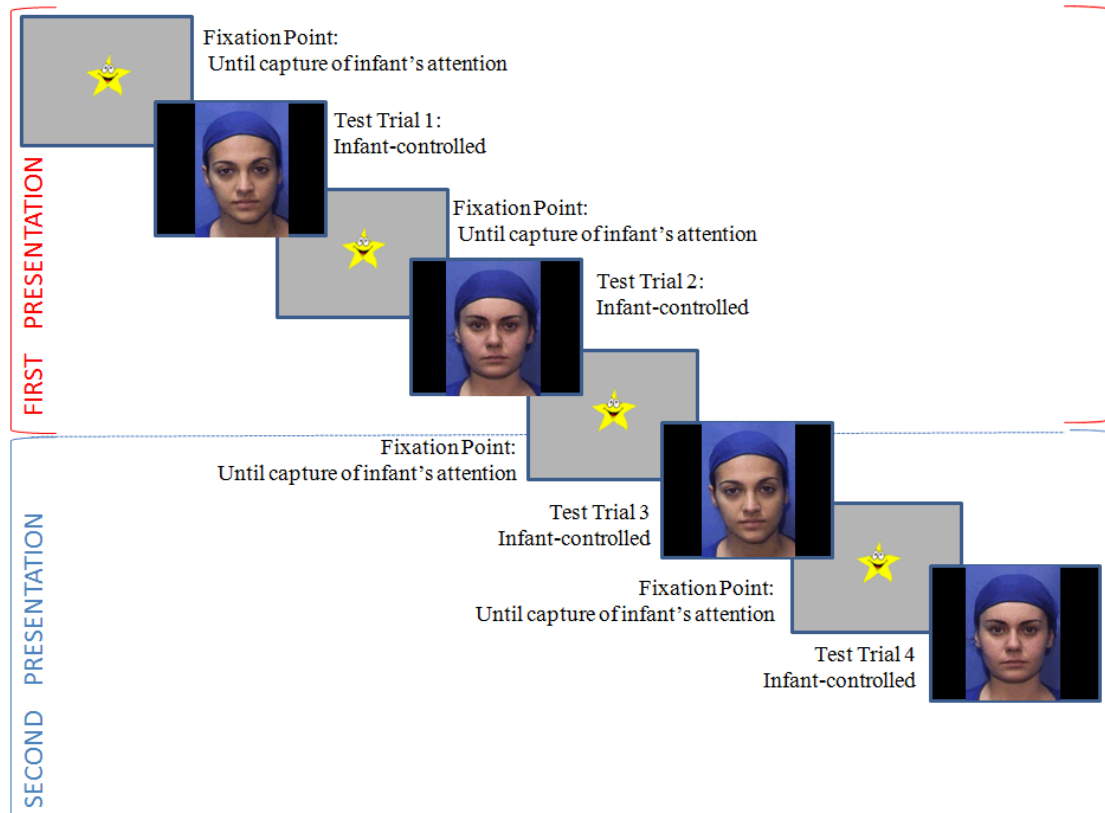 FIRST PRESENTATION
Fixation Point:
Until capture of infant's attention
Test Trial 1:
Infant-controlled
Fixation Point:
Until capture of infant's attention
Test Trial 2:
Infant-controlled
SECOND PRESENTATION
Fixation Point:
Until capture of infant's attention
Test Trial 3
Infant-controlled
Fixation Point:
Until capture of infant's attention
Test Trial 4
Infant-controlled